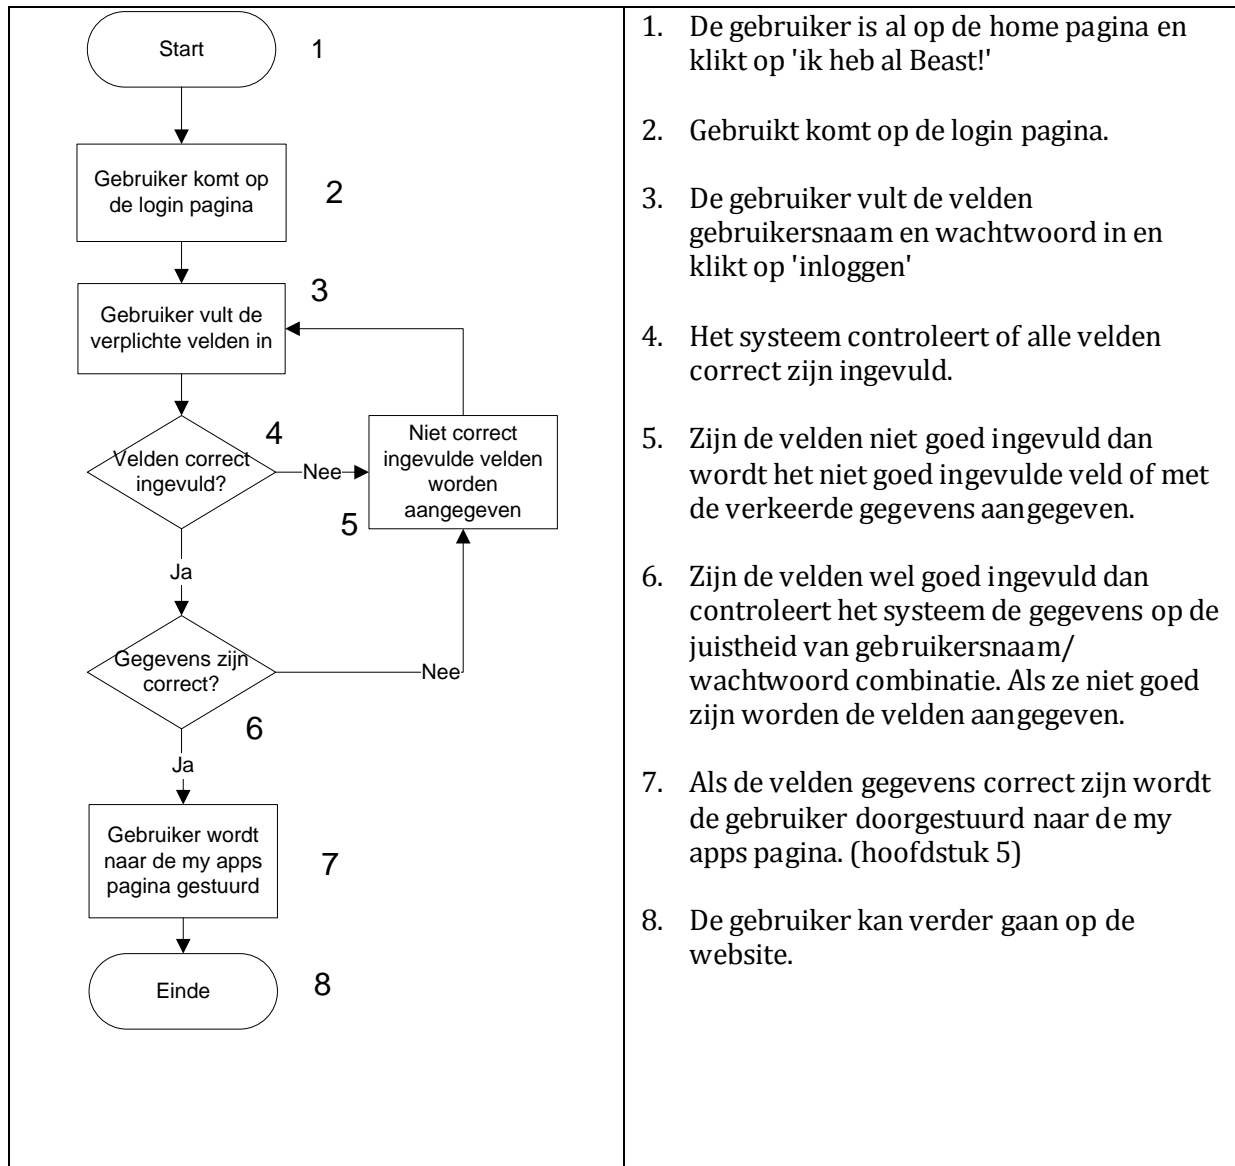 Start
1
Gebruiker komt op
de login pagina
2
3
Gebruiker vult de
verplichte velden in
4
Velden correct
ingevuld?
Nee
Niet correct
ingevulde velden
worden
aangegeven
5
Ja
Gegevens zijn
correct?
Nee
6
Ja
Gebruiker wordt
naar de my apps
pagina gestuurd
7
Einde
8
1. De gebruiker is al op de home pagina en
klikt op 'ik heb al Beast!'
2. Gebruikt komt op de login pagina.
3. De gebruiker vult de velden
gebruikersnaam en wachtwoord in en
klikt op 'inloggen'
4. Het systeem controleert of alle velden
correct zijn ingevuld.
5. Zijn de velden niet goed ingevuld dan
wordt het niet goed ingevulde veld of met
de verkeerde gegevens aangegeven.
6. Zijn de velden wel goed ingevuld dan
controleert het systeem de gegevens op de
juistheid van gebruikersnaam/
wachtwoord combinatie. Als ze niet goed
zijn worden de velden aangegeven.
7. Als de velden gegevens correct zijn wordt
de gebruiker doorgestuurd naar de my
apps pagina. (hoofdstuk 5)
8. De gebruiker kan verder gaan op de
website.